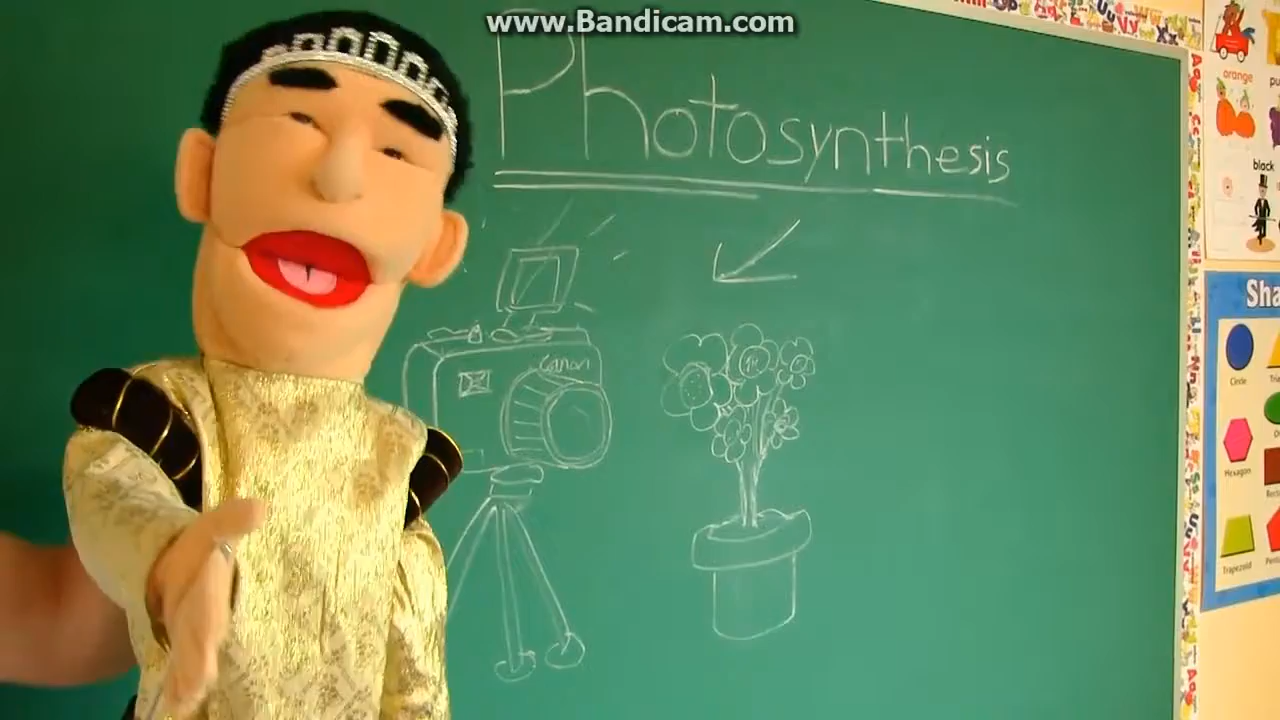 www.Bandicam.com
Photosynthesis
Canon
orange
black
Sha
Circle
Hexagon
Trapezoid